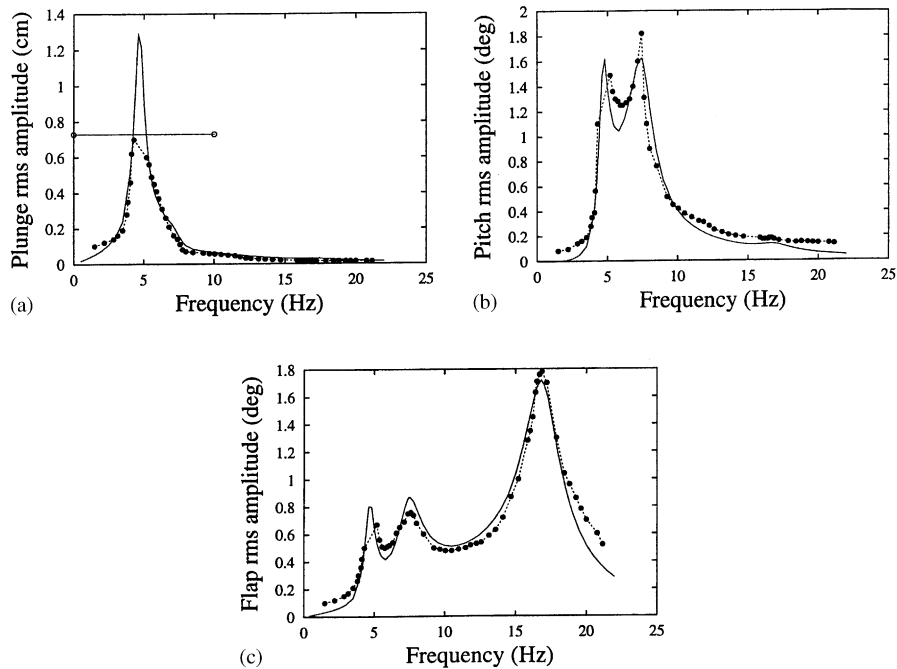 1.4
1.2
1
0.8
0.6
0.4
0.2
0
0 5 10 15 20 25
Plunge rms amplitude (cm)
Frequency (Hz)
(a)
2
1.8
1.6
1.4
1.2
1
0.8
0.6
0.4
0.2
0
0 5 10 15 20 25
Pitch rms amplitude (deg)
Frequency (Hz)
(b)
1.8
1.6
1.4
1.2
1
0.8
0.6
0.4
0.2
0
0 5 10 15 20 25
Flap rms amplitude (deg)
Frequency (Hz)
(c)